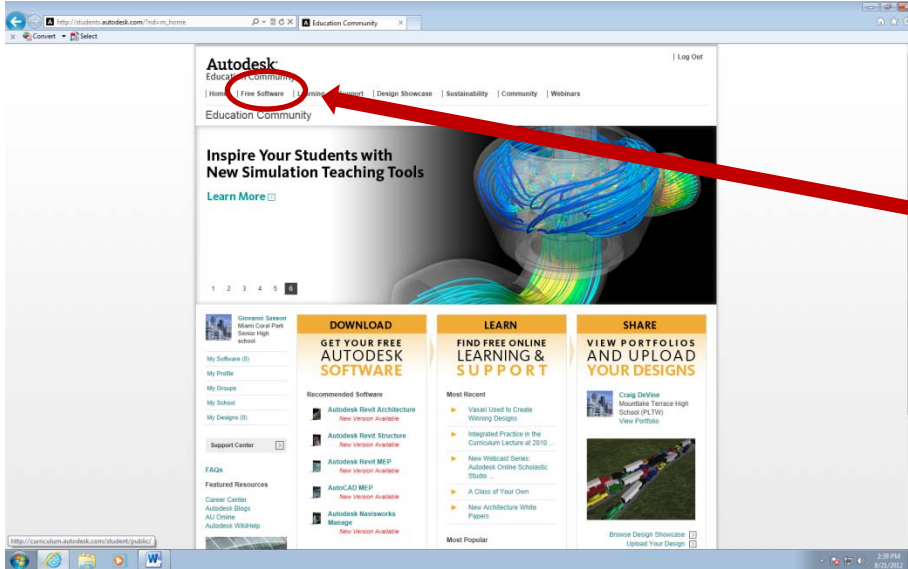 http://students.autodesk.com/?nd=m_home
Autodesk Education Community
Convert Select
Autodesk
Education Community
| Log Out
| Home | Free Software | Learning | Support | Design Showcase | Sustainability | Community | Webinars
Education Community
Inspire Your Students with
New Simulation Teaching Tools
Learn More
1 2 3 4 5 6
Giovanni Sasson
Miami Coral Park
Senior High
school
My Software (0)
My Profile
My Groups
My School
My Designs (0)
Support Center
FAQs
Featured Resources
Career Center
Autodesk Blogs
AU Online
Autodesk WikiHelp
DOWNLOAD
GET YOUR FREE
AUTODESK
SOFTWARE
Recommended Software
Autodesk Revit Architecture
New Version Available
Autodesk Revit Structure
New Version Available
Autodesk Revit MEP
New Version Available
AutoCAD MEP
New Version Available
Autodesk Navisworks
Manage
New Version Available
LEARN
FIND FREE ONLINE
LEARNING &
SUPPORT
Most Recent
Vasari Used to Create
Winning Designs
Integrated Practice in the
Curriculum Lecture at 2010 ...
New Webcast Series:
Autodesk Online Scholastic
Studio ...
A Class of Your Own
New Architecture White
Papers
Most Popular
SHARE
VIEW PORTFOLIOS
AND UPLOAD
YOUR DESIGNS
Craig DeVine
Mountlake Terrace High
School (PLTW)
View Portfolio
Browse Design Showcase
Upload Your Design
http://curriculum.autodesk.com/student/public/
2:39 PM
8/21/2012